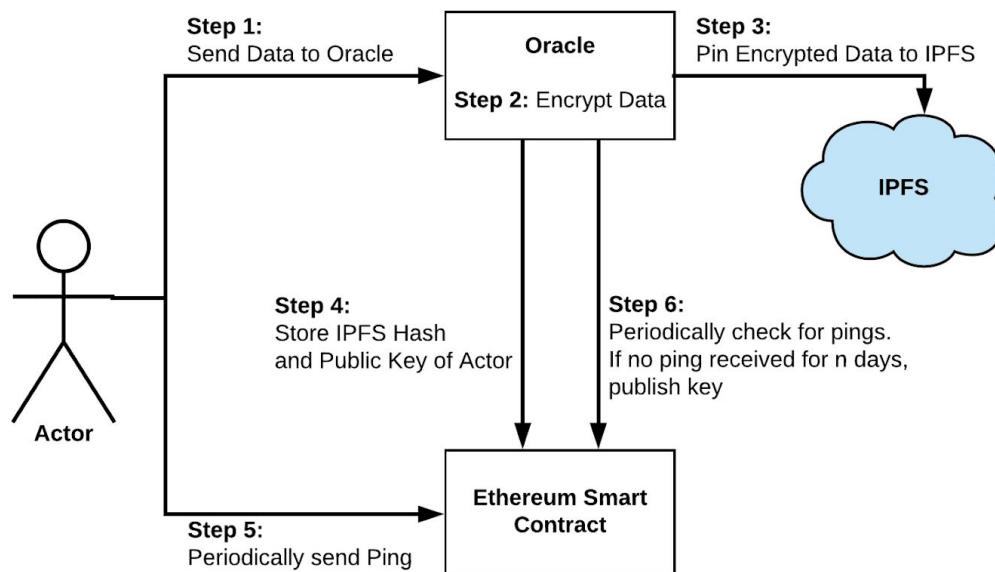 Step 1:
Send Data to Oracle
Oracle
Step 2: Encrypt Data
Step 3:
Pin Encrypted Data to IPFS
IPFS
Step 4:
Store IPFS Hash
and Public Key of Actor
Step 6:
Periodically check for pings.
If no ping received for n days,
publish key
Actor
Step 5:
Periodically send Ping
Ethereum Smart
Contract